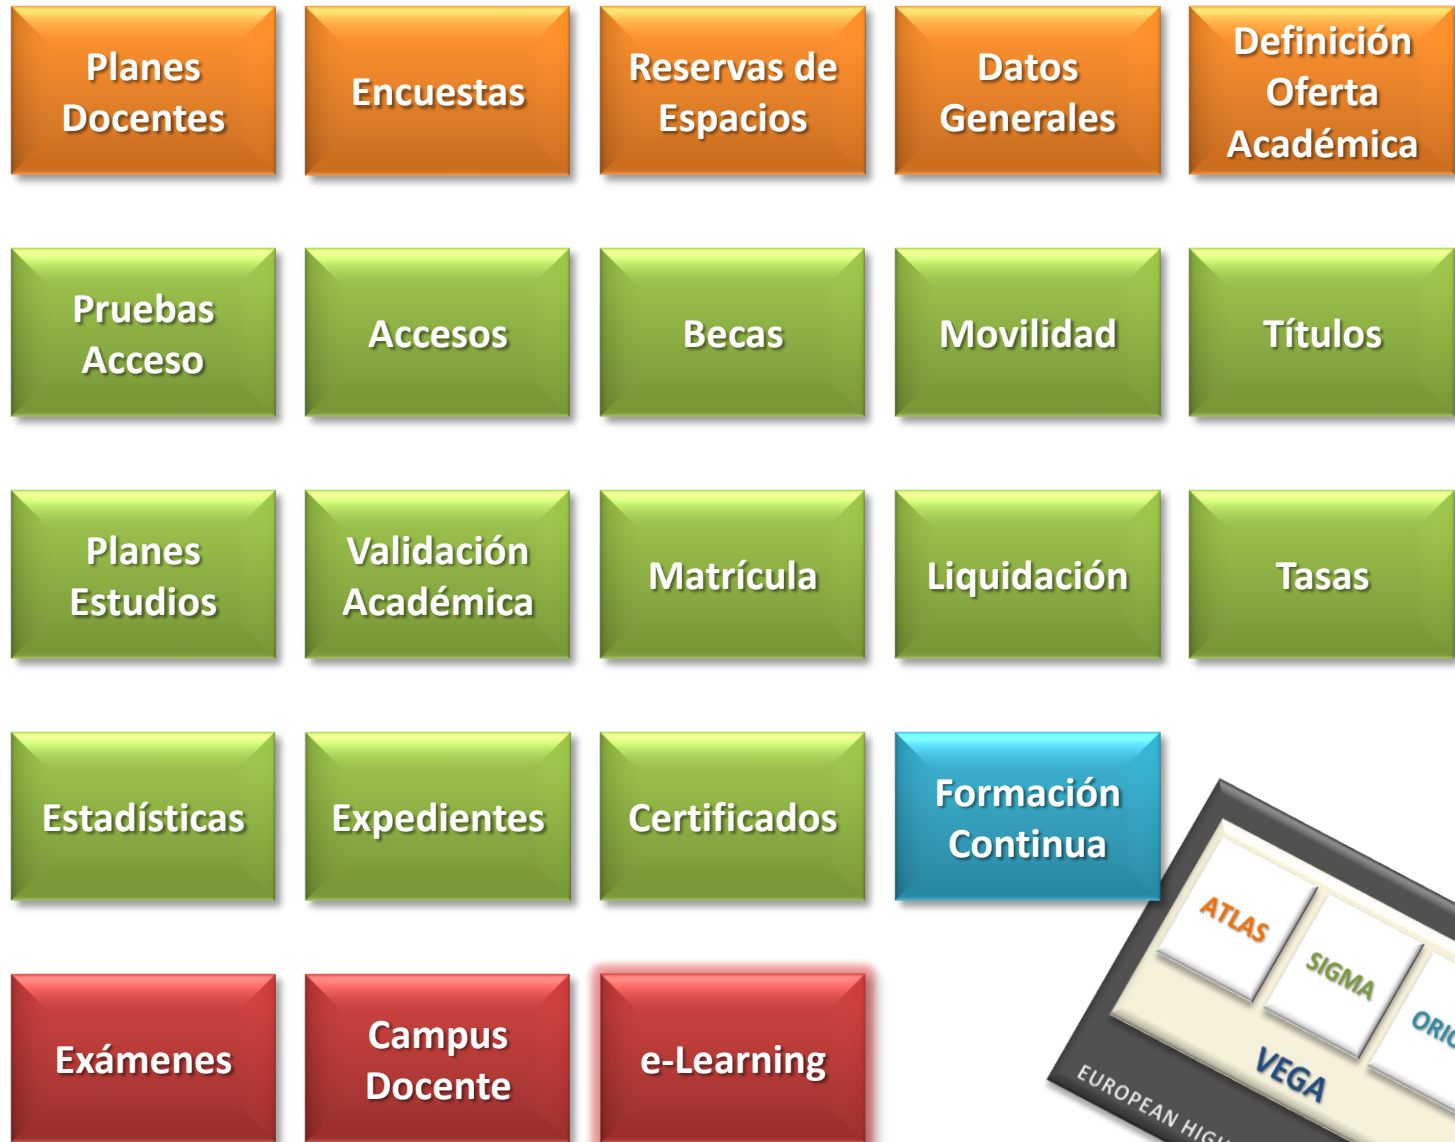 Planes
Docentes
Encuestas
Reservas de
Espacios
Datos
Generales
Definición
Oferta
Académica
Pruebas
Acceso
Accesos
Becas
Movilidad
Títulos
Planes
Estudios
Validación
Académica
Matrícula
Liquidación
Tasas
Estadísticas
Expedientes
Certificados
Formación
Continua
Exámenes
Campus
Docente
e-Learning
ATLAS
SIGMA
VEGA
EUROPEAN